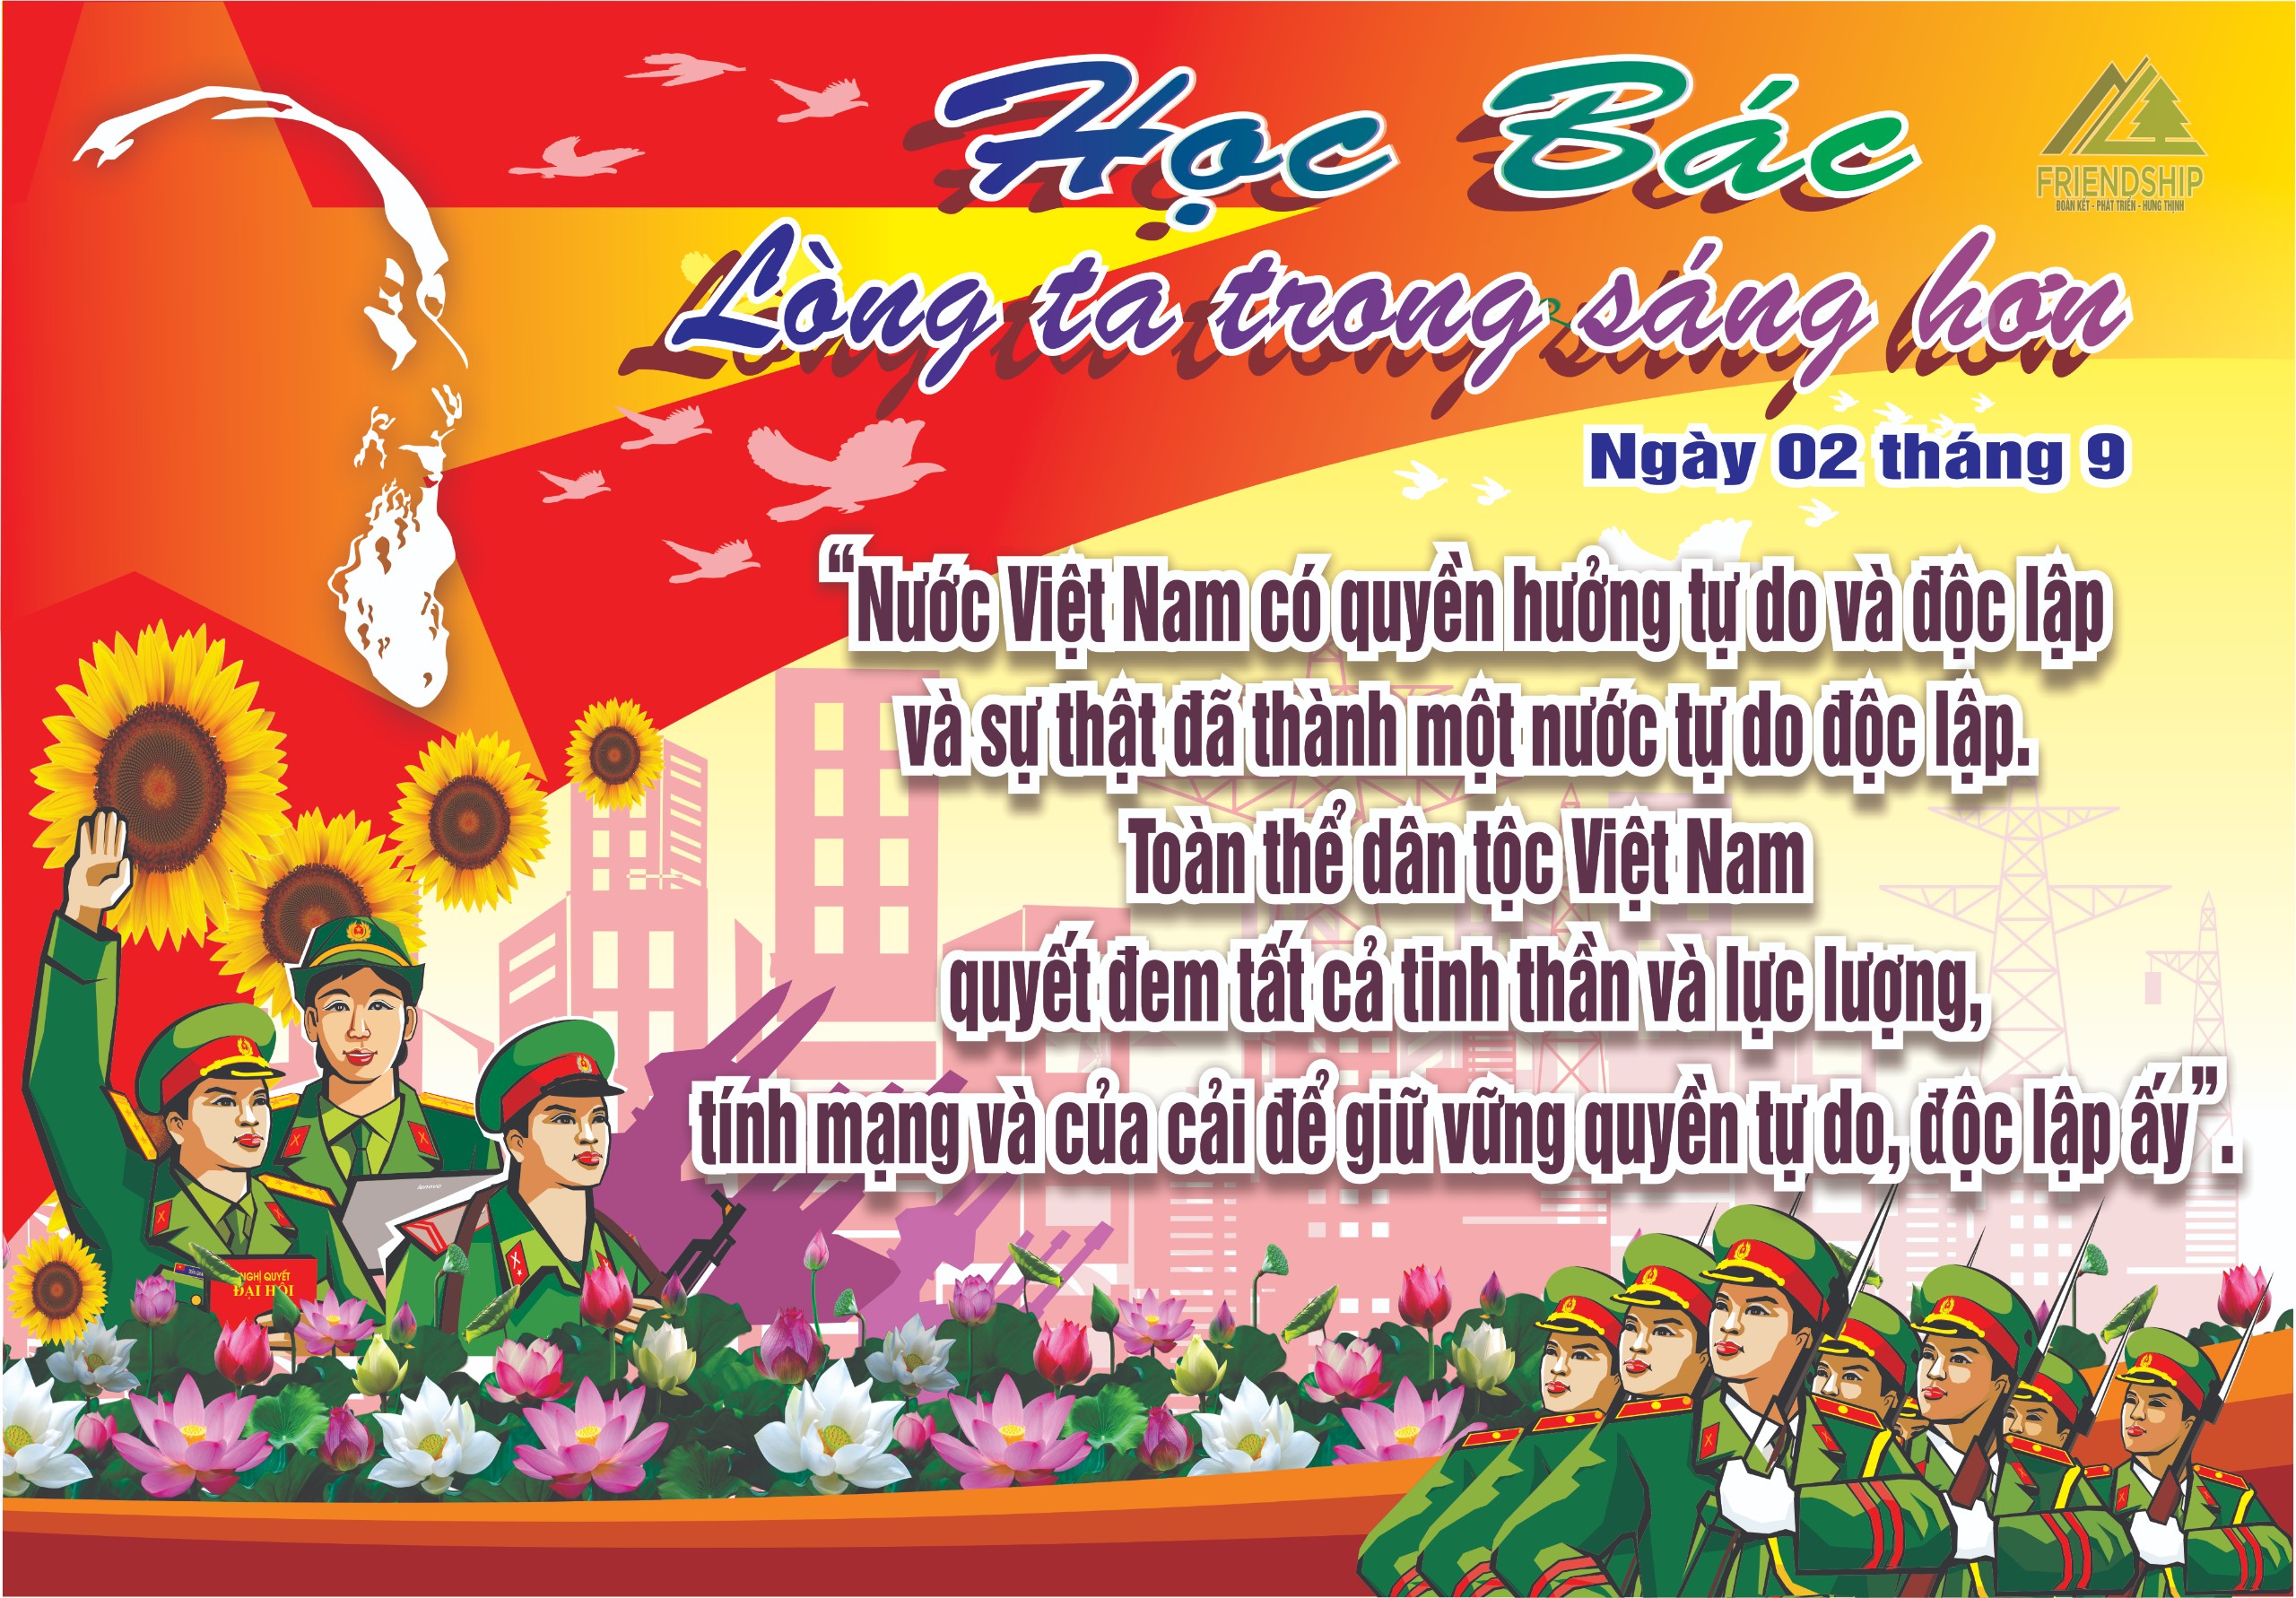 Học Bác
Lòng ta trong sáng hơn
FRIENDSHIP
ĐOÀN KẾT - PHÁT TRIỂN - HƯNG THỊNH
Ngày 02 tháng 9
“Nước Việt Nam có quyền hưởng tự do và độc lập
và sự thật đã thành một nước tự do độc lập.
Toàn thể dân tộc Việt Nam
quyết đem tất cả tinh thần và lực lượng,
tính mạng và của cải để giữ vững quyền tự do, độc lập ấy”.
lenovo
NGHỊ QUYẾT
ĐẠI HỘI